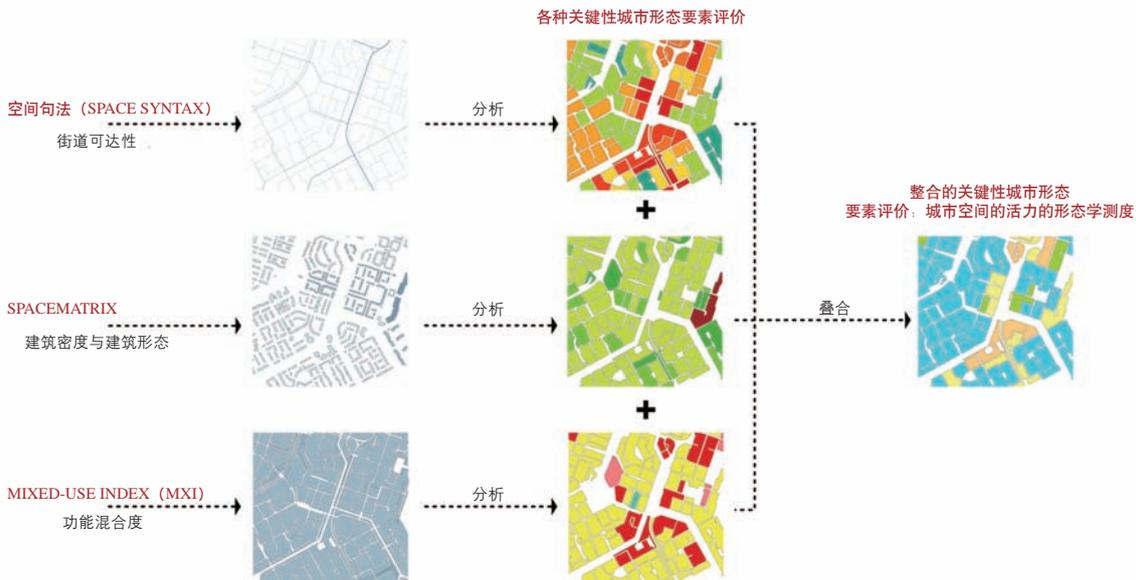 各种关键性城市形态要素评价
空间句法（SPACE SYNTAX）
街道可达性
分析
整合的关键性城市形态
要素评价：城市空间的活力的形态学测度
SPACEMATRIX
建筑密度与建筑形态
分析
叠合
MIXED-USE INDEX（MXI）
功能混合度
分析